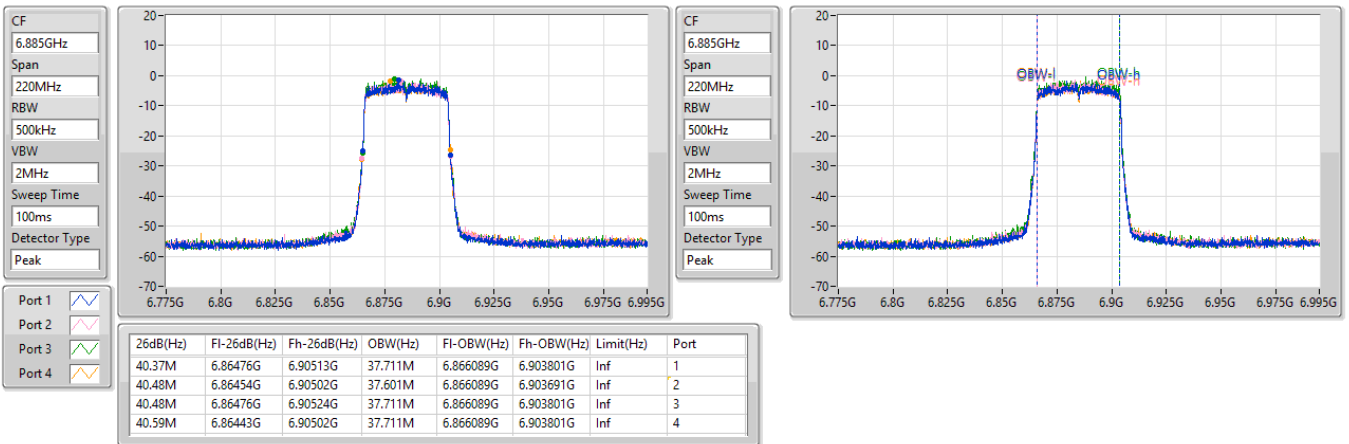 CF
6.885GHz
Span
220MHz
RBW
500kHz
VBW
2MHz
Sweep Time
100ms
Detector Type
Peak
20
10
0
-10
-20
-30
-40
-50
-60
-70
6.775G 6.8G 6.825G 6.85G 6.875G 6.9G 6.925G 6.95G 6.975G 6.995G
CF
6.885GHz
Span
220MHz
RBW
500kHz
VBW
2MHz
Sweep Time
100ms
Detector Type
Peak
20
10
0
-10
-20
-30
-40
-50
-60
-70
OBW-l OBW-h
6.775G 6.8G 6.825G 6.85G 6.875G 6.9G 6.925G 6.95G 6.975G 6.995G
Port 1
Port 2
Port 3
Port 4
26dB(Hz) Fl-26dB(Hz) Fh-26dB(Hz) OBW(Hz) Fl-OBW(Hz) Fh-OBW(Hz) Limit(Hz) Port
40.37M 6.86476G 6.90513G 37.711M 6.866089G 6.903801G Inf 1
40.48M 6.86454G 6.90502G 37.601M 6.866089G 6.903691G Inf 2
40.48M 6.86476G 6.90524G 37.711M 6.866089G 6.903801G Inf 3
40.59M 6.86443G 6.90502G 37.711M 6.866089G 6.903801G Inf 4